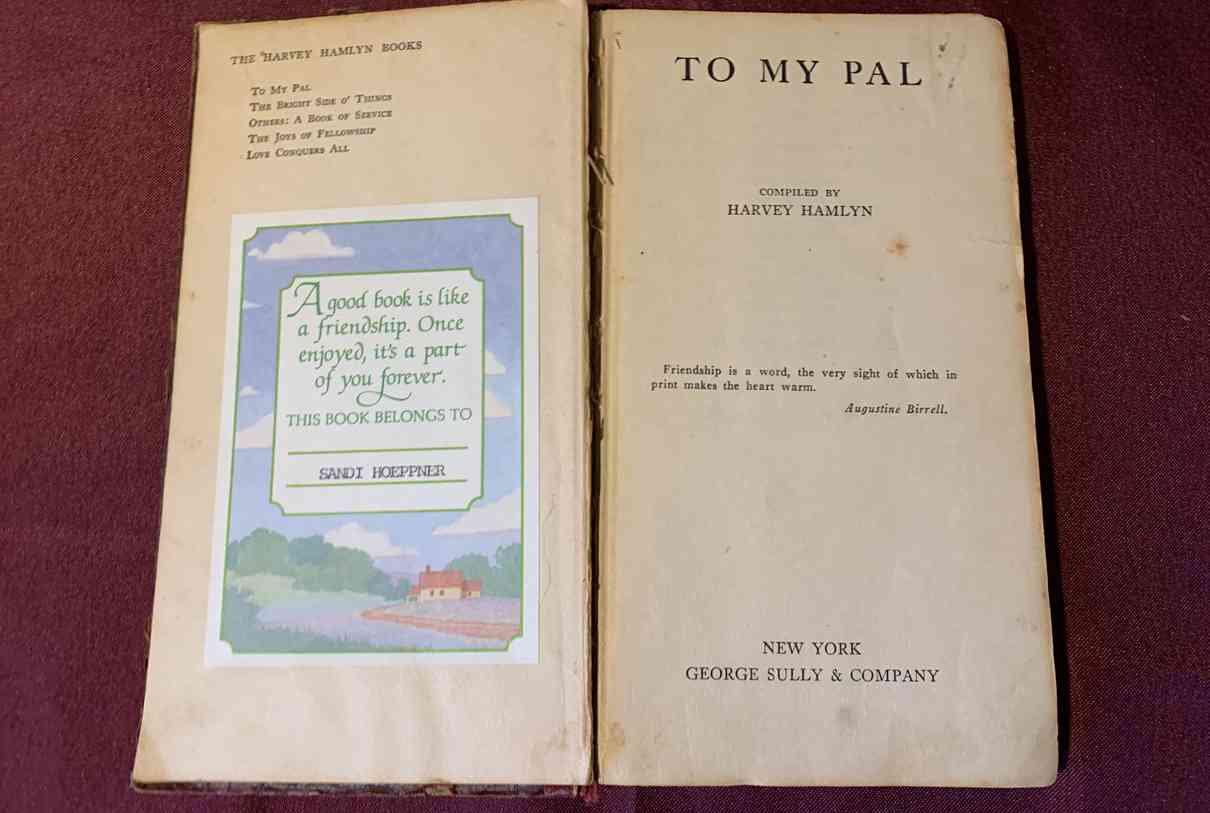 THE HARVEY HAMLYN BOOKS
TO MY PAL
THE BRIGHT SIDE O' THINGS
OTHERS: A BOOK OF SERVICE
THE JOYS OF FELLOWSHIP
LOVE CONQUERS ALL
A good book is like
a friendship. Once
enjoyed, it's a part
of you forever.
THIS BOOK BELONGS TO
SANDI HOEPPNER
TO MY PAL
COMPILED BY
HARVEY HAMLYN
Friendship is a word, the very sight of which in
print makes the heart warm.
Augustine Birrell.
NEW YORK
GEORGE SULLY & COMPANY